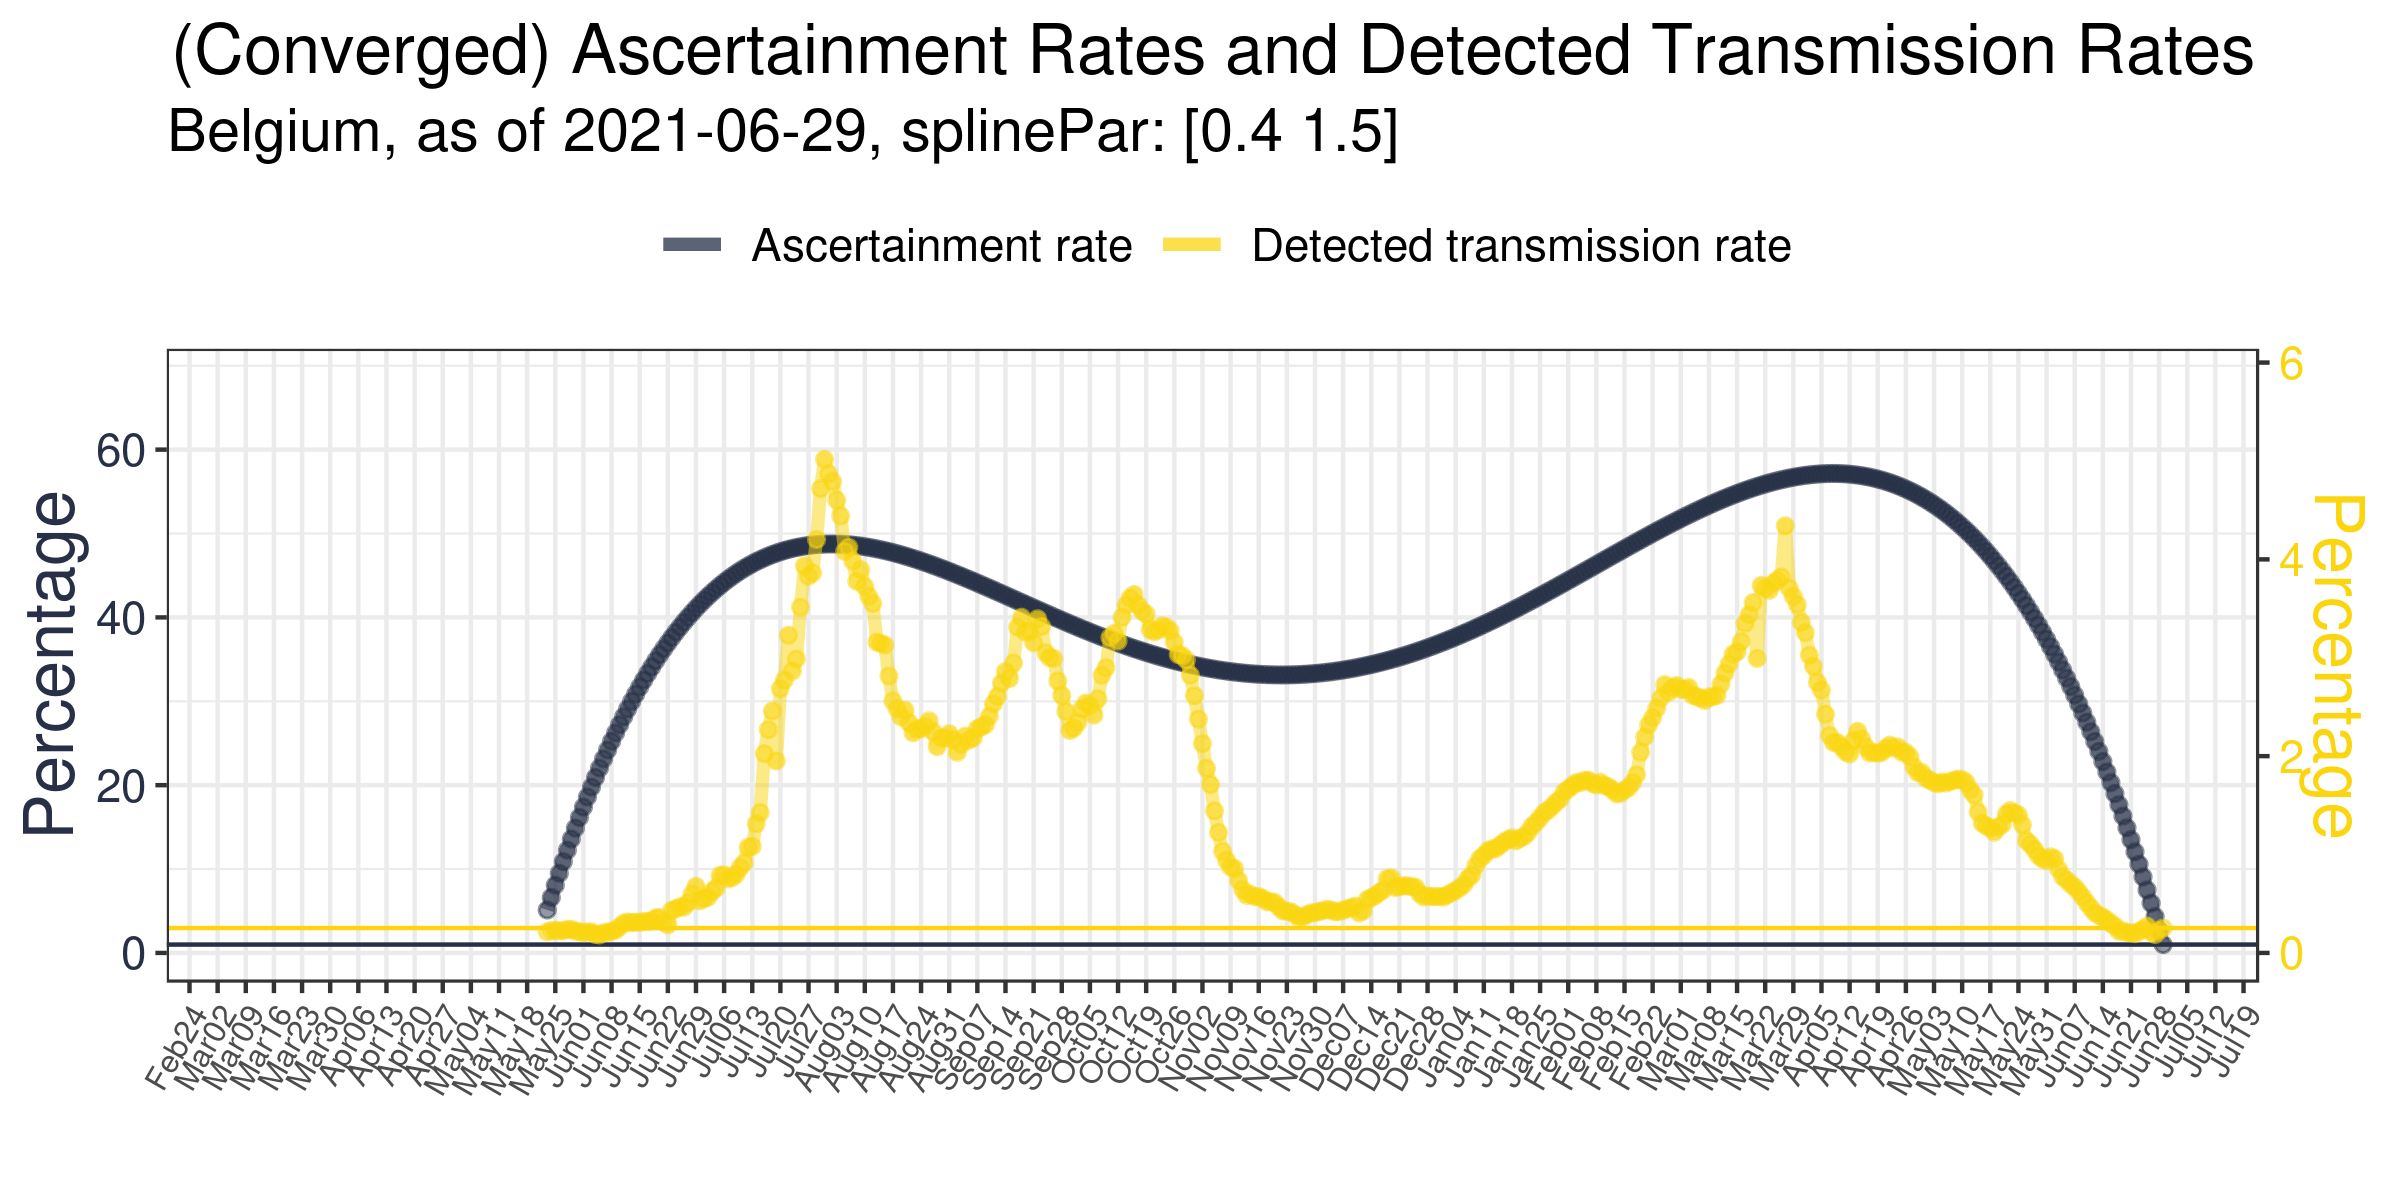 (Converged) Ascertainment Rates and Detected Transmission Rates
Belgium, as of 2021-06-29, splinePar: [0.4 1.5]
Ascertainment rate
Detected transmission rate
Percentage
60
40
20
0
6
4
2
0
Percentage
Feb24
Mar02
Mar09
Mar16
Mar23
Mar30
Apr06
Apr13
Apr20
Apr27
May04
May11
May18
May25
Jun01
Jun08
Jun15
Jun22
Jun29
Jul06
Jul13
Jul20
Jul27
Aug03
Aug10
Aug17
Aug24
Aug31
Sep07
Sep14
Sep21
Sep28
Oct05
Oct12
Oct19
Oct26
Nov02
Nov09
Nov16
Nov23
Nov30
Dec07
Dec14
Dec21
Dec28
Jan04
Jan11
Jan18
Jan25
Feb01
Feb08
Feb15
Feb22
Mar01
Mar08
Mar15
Mar22
Mar29
Apr05
Apr12
Apr19
Apr26
May03
May10
May17
May24
May31
Jun07
Jun14
Jun21
Jun28
Jul05
Jul12
Jul19